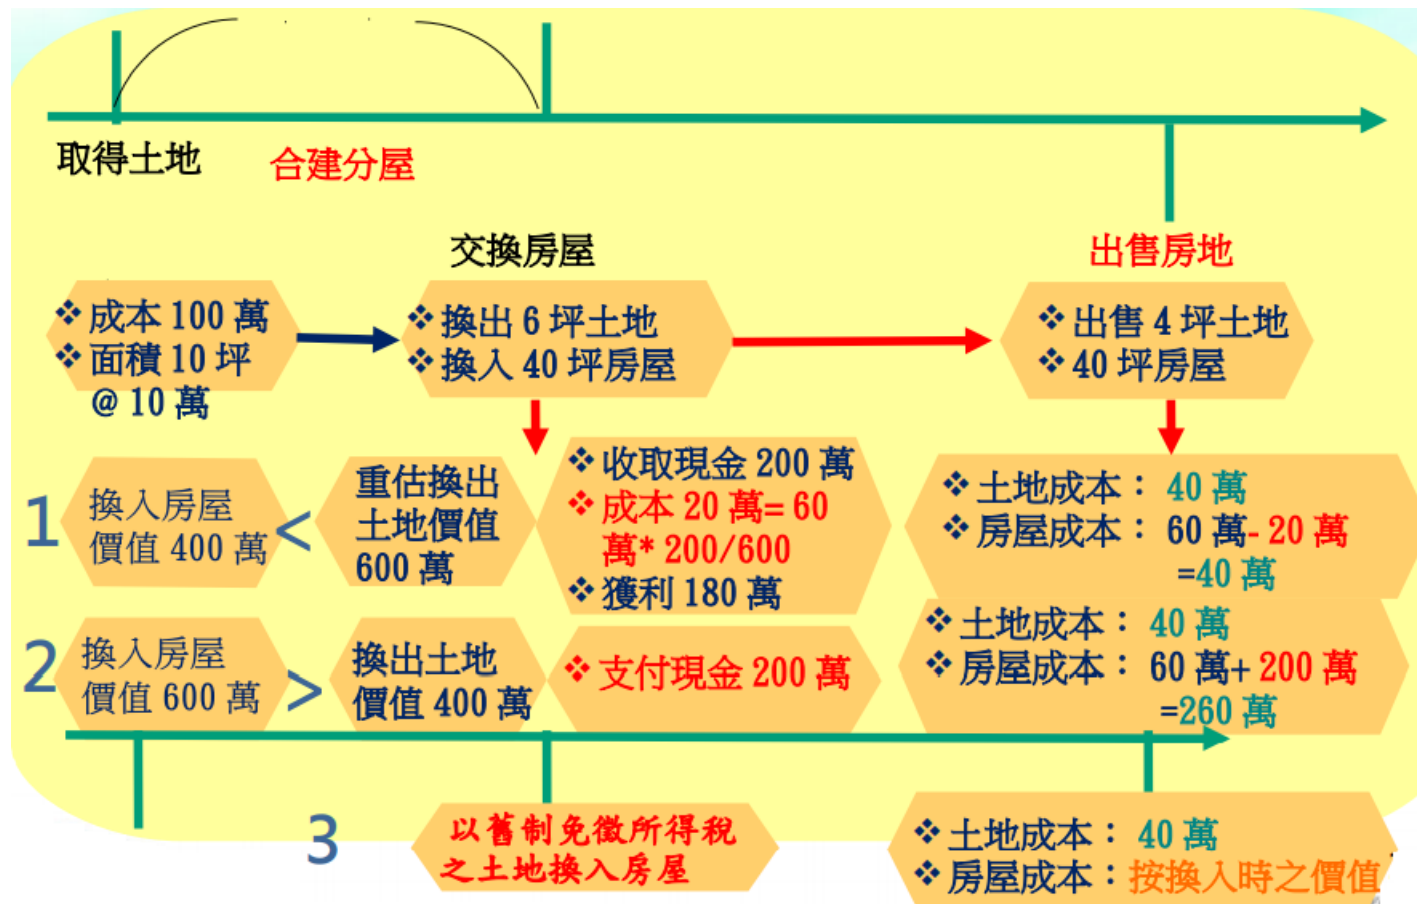 取得土地
合建分屋
交換房屋
出售房地
❖成本 100 萬
❖面積 10 坪
@ 10 萬
❖換出 6 坪土地
❖換入 40 坪房屋
❖出售 4 坪土地
❖40 坪房屋
1
換入房屋
價值 400 萬
<
重估換出
土地價值
600 萬
❖收取現金 200 萬
❖成本 20 萬= 60
萬* 200/600
❖獲利 180 萬
❖土地成本： 40 萬
❖房屋成本： 60 萬- 20 萬
=40 萬
2
換入房屋
價值 600 萬
>
換出土地
價值 400 萬
❖支付現金 200 萬
❖土地成本： 40 萬
❖房屋成本： 60 萬+ 200 萬
=260 萬
3
以舊制免徵所得稅
之土地換入房屋
❖土地成本： 40 萬
❖房屋成本：按換入時之價值